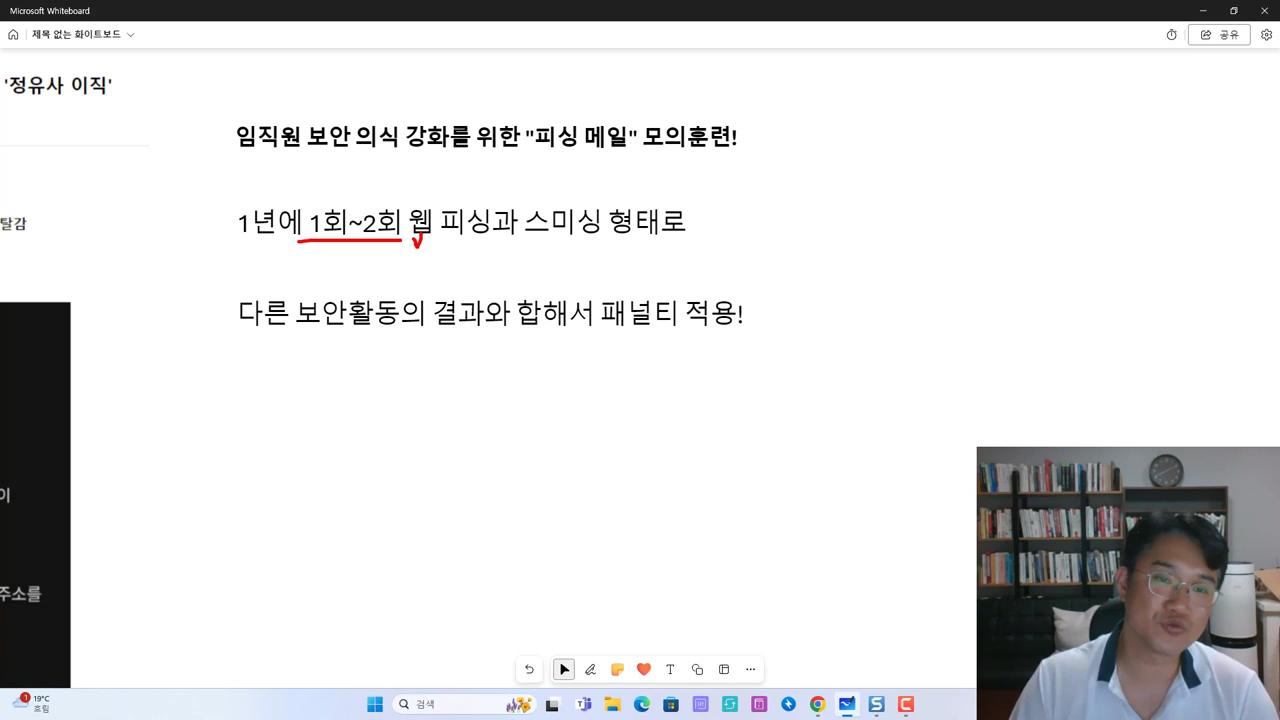 Microsoft Whiteboard
제목 없는 화이트보드
공유
'정유사 이직'
임직원 보안 의식 강화를 위한 "피싱 메일" 모의훈련!
탈감
1년에 1회~2회 웹 피싱과 스미싱 형태로
다른 보안활동의 결과와 합해서 패널티 적용!
이
주소를
1
19°C
흐림
검색